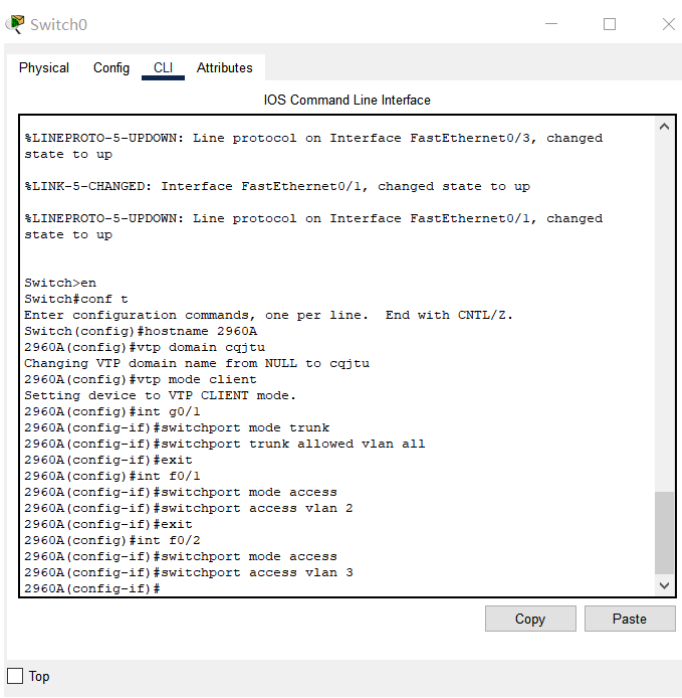 Switch0
Physical Config CLI Attributes
IOS Command Line Interface
%LINEPROTO-5-UPDOWN: Line protocol on Interface FastEthernet0/3, changed
state to up
%LINK-5-CHANGED: Interface FastEthernet0/1, changed state to up
%LINEPROTO-5-UPDOWN: Line protocol on Interface FastEthernet0/1, changed
state to up
Switch>en
Switch#conf t
Enter configuration commands, one per line.  End with CNTL/Z.
Switch(config)#hostname 2960A
2960A(config)#vtp domain cqjtu
Changing VTP domain name from NULL to cqjtu
2960A(config)#vtp mode client
Setting device to VTP CLIENT mode.
2960A(config)#int g0/1
2960A(config-if)#switchport mode trunk
2960A(config-if)#switchport trunk allowed vlan all
2960A(config-if)#exit
2960A(config)#int f0/1
2960A(config-if)#switchport mode access
2960A(config-if)#switchport access vlan 2
2960A(config-if)#exit
2960A(config)#int f0/2
2960A(config-if)#switchport mode access
2960A(config-if)#switchport access vlan 3
2960A(config-if)#
Copy Paste
Top